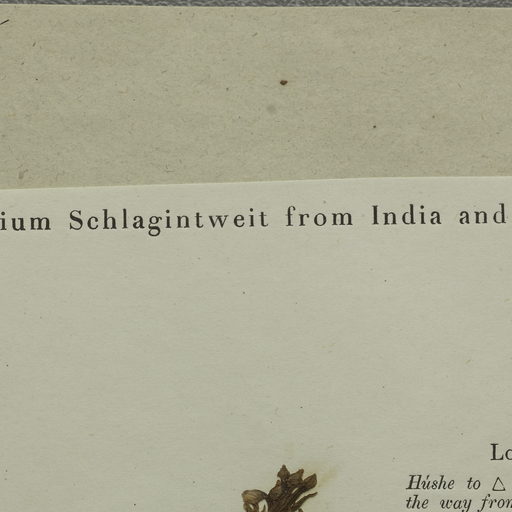 ium Schlagintweit from India and
Lo
Húshe to △
the way from